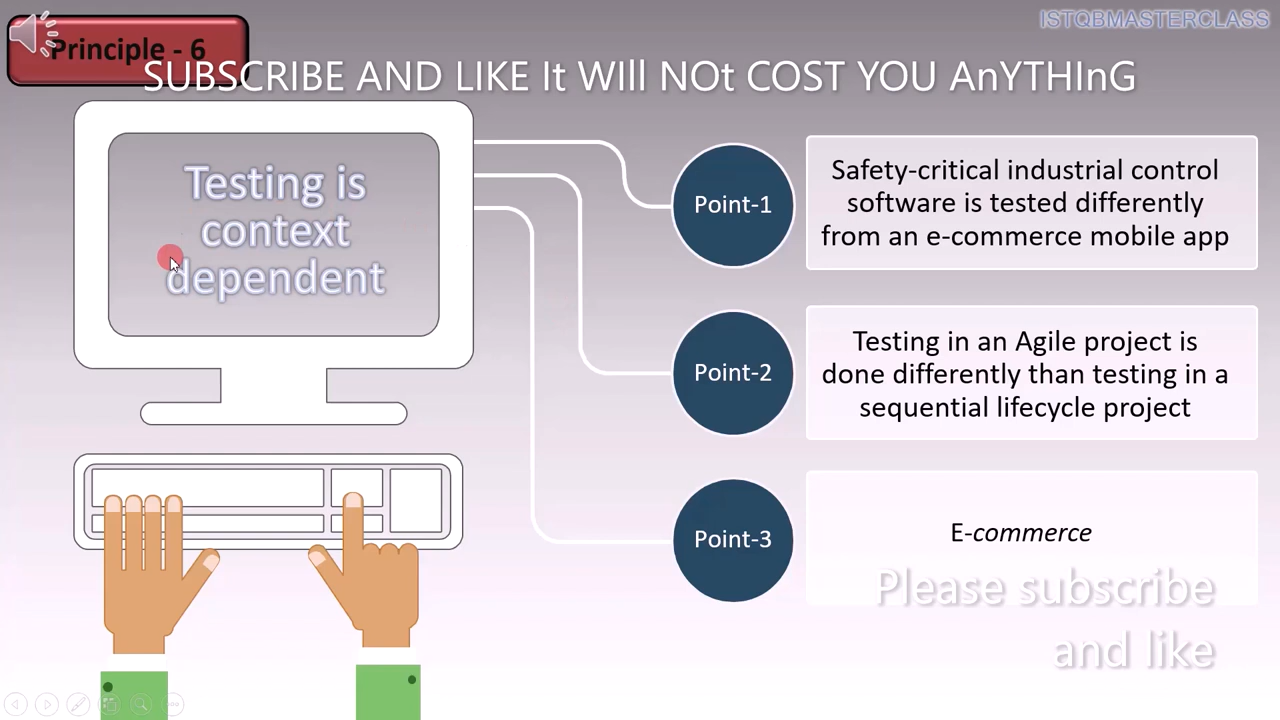 ISTQBMASTERCLASS
Principle - 6
SUBSCRIBE AND LIKE It WIll NOt COST YOU AnYTHInG
Testing is
context
dependent
Point-1
Safety-critical industrial control
software is tested differently
from an e-commerce mobile app
Point-2
Testing in an Agile project is
done differently than testing in a
sequential lifecycle project
Point-3
E-commerce
Please subscribe
and like